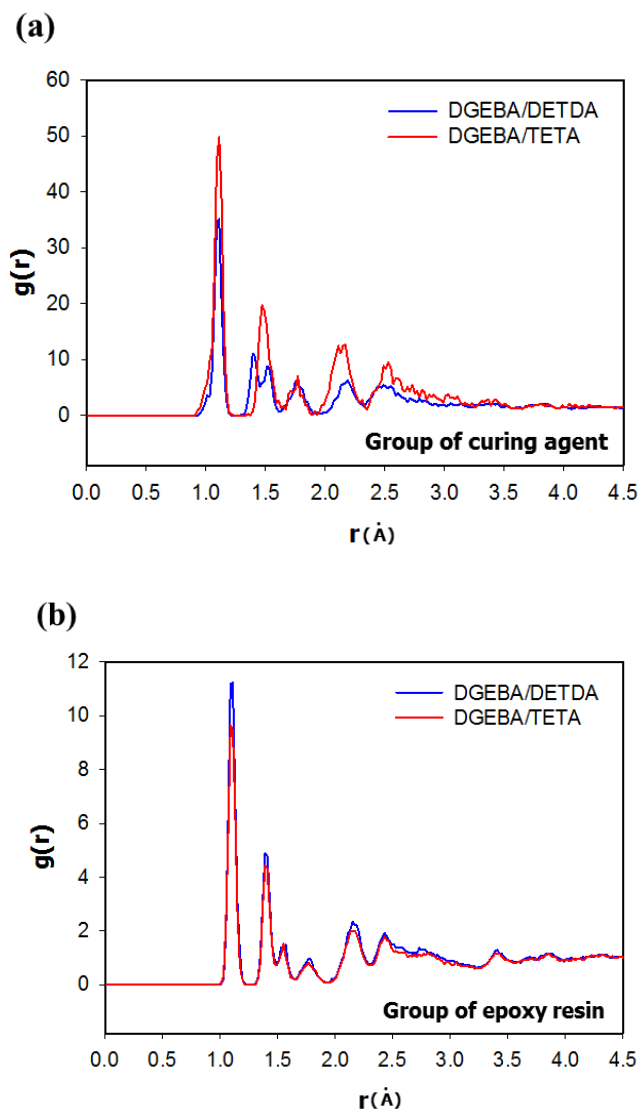 (a)
60
50
40
30
20
10
0
g(r)
DGEBA/DETDA
DGEBA/TETA
Group of curing agent
0.0 0.5 1.0 1.5 2.0 2.5 3.0 3.5 4.0 4.5
r(Å)
(b)
12
10
8
6
4
2
0
g(r)
DGEBA/DETDA
DGEBA/TETA
Group of epoxy resin
0.0 0.5 1.0 1.5 2.0 2.5 3.0 3.5 4.0 4.5
r(Å)